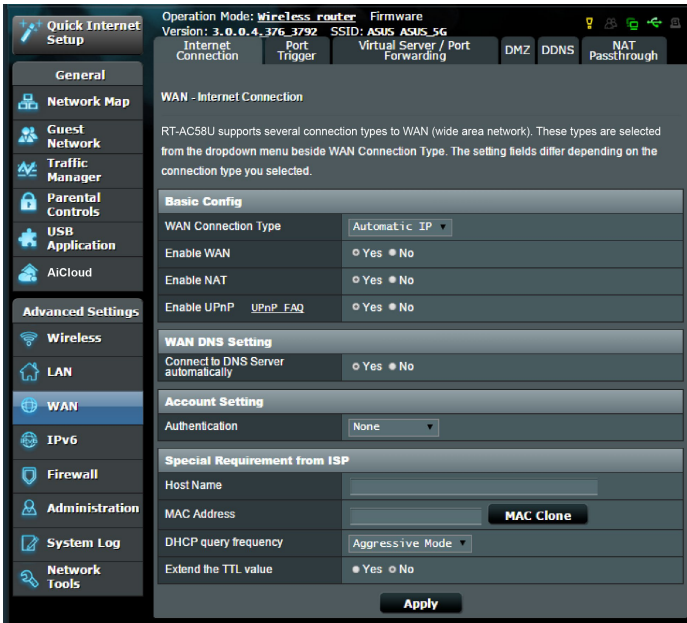 Quick Internet
Setup
General
Network Map
Guest
Network
Traffic
Manager
Parental
Controls
USB
Application
AiCloud
Advanced Settings
Wireless
LAN
WAN
IPv6
Firewall
Administration
System Log
Network
Tools
Operation Mode: Wireless router Firmware
Version: 3.0.0.4.376_3792 SSID: ASUS ASUS_5G
Internet
Connection
Port
Trigger
Virtual Server / Port
Forwarding
DMZ
DDNS
NAT
Passthrough
WAN - Internet Connection
RT-AC58U supports several connection types to WAN (wide area network). These types are selected
from the dropdown menu beside WAN Connection Type. The setting fields differ depending on the
connection type you selected.
Basic Config
WAN Connection Type Automatic IP
Enable WAN Yes No
Enable NAT Yes No
Enable UPnP UPnP FAQ Yes No
WAN DNS Setting
Connect to DNS Server
automatically Yes No
Account Setting
Authentication None
Special Requirement from ISP
Host Name
MAC Address MAC Clone
DHCP query frequency Aggressive Mode
Extend the TTL value Yes No
Apply